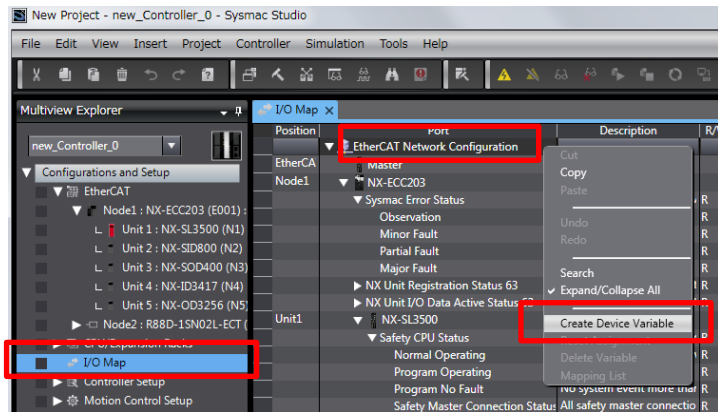 New Project - new_Controller_0 - Sysmac Studio
File Edit View Insert Project Controller Simulation Tools Help
Multiview Explorer
I/O Map
new_Controller_0
Configurations and Setup
EtherCAT
Node1 : NX-ECC203 (E001) :
Unit 1 : NX-SL3500 (N1)
Unit 2 : NX-SID800 (N2)
Unit 3 : NX-SOD400 (N3)
Unit 4 : NX-ID3417 (N4)
Unit 5 : NX-OD3256 (N5)
Node2 : R88D-1SN02L-ECT (
CPU/Expansion Racks
I/O Map
Controller Setup
Motion Control Setup
Position Port Description R/W
EtherCAT Network Configuration
EtherCA Master
Node1 NX-ECC203
Sysmac Error Status R
Observation R
Minor Fault R
Partial Fault R
Major Fault R
NX Unit Registration Status 63 R
NX Unit I/O Data Active Status R
Unit1 NX-SL3500
Safety CPU Status R
Normal Operating R
Program Operating R
Program No Fault No system event more than R
Safety Master Connection Status All safety master connectio R
Cut
Copy
Paste
Undo
Redo
Search
Expand/Collapse All
Create Device Variable
Delete Variable
Mapping List